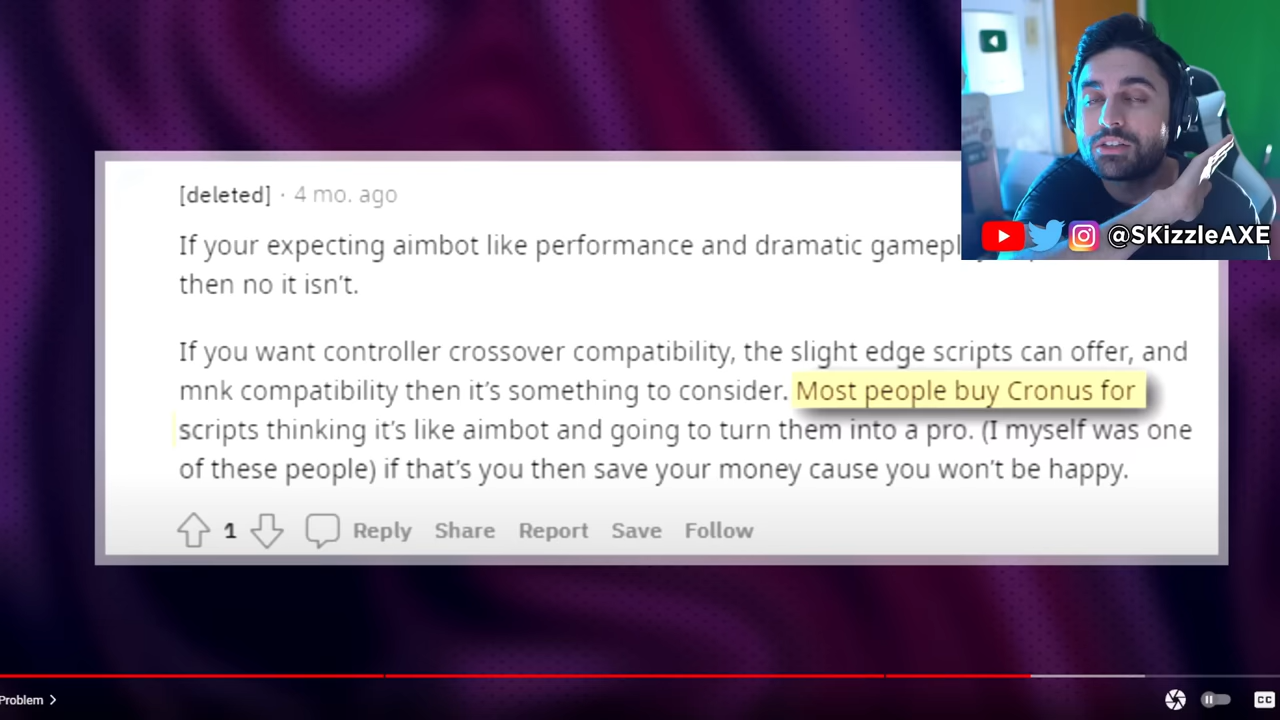 [deleted] · 4 mo. ago
If your expecting aimbot like performance and dramatic
then no it isn't.
If you want controller crossover compatibility, the slight edge scripts can offer, and
mnk compatibility then it's something to consider. Most people buy Cronus for
scripts thinking it's like aimbot and going to turn them into a pro. (I myself was one
of these people) if that's you then save your money cause you won't be happy.
1 Reply Share Report Save Follow
@SKizzleAXE
Problem >
CC